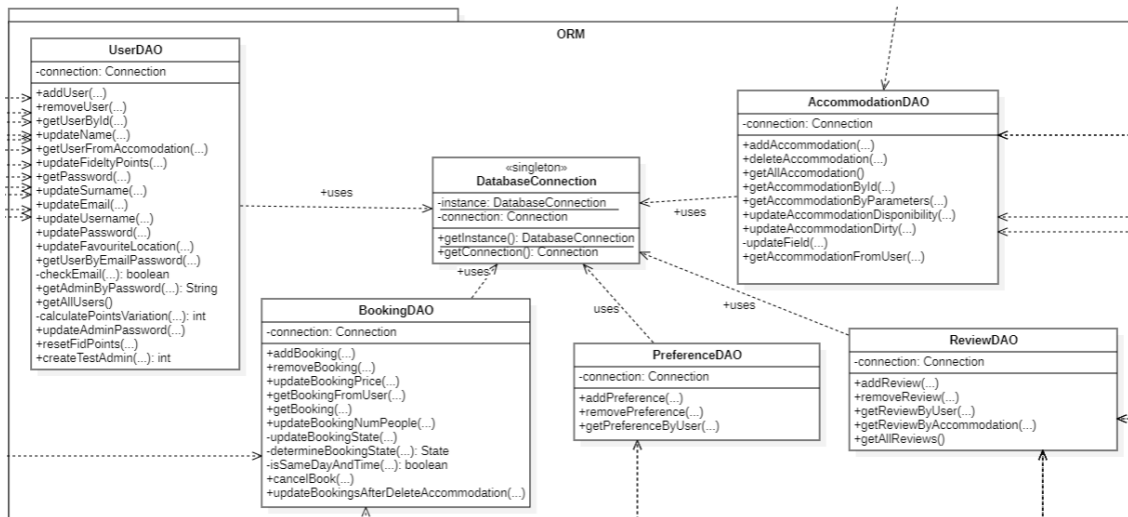 ORM
UserDAO
-connection: Connection
+addUser(...)
+removeUser(...)
+getUserById(...)
+updateName(...)
+getUserFromAccomodation(...)
+updateFideltyPoints(...)
+getPassword(...)
+updateSurname(...)
+updateEmail(...)
+updateUsername(...)
+updatePassword(...)
+updateFavouriteLocation(...)
+getUserByEmailPassword(...)
-checkEmail(...): boolean
+getAdminByPassword(...): String
+getAllUsers()
-calculatePointsVariation(...): int
+updateAdminPassword(...)
+resetFidPoints(...)
+createTestAdmin(...): int
+uses
«singleton»
DatabaseConnection
-instance: DatabaseConnection
-connection: Connection
+getInstance(): DatabaseConnection
+getConnection(): Connection
+uses
AccommodationDAO
-connection: Connection
+addAccommodation(...)
+deleteAccommodation(...)
+getAllAccomodation()
+getAccommodationById(...)
+getAccommodationByParameters(...)
+updateAccommodationDisponibility(...)
+updateAccommodationDirty(...)
-updateField(...)
+getAccommodationFromUser(...)
+uses
BookingDAO
-connection: Connection
+addBooking(...)
+removeBooking(...)
+updateBookingPrice(...)
+getBookingFromUser(...)
+getBooking(...)
+updateBookingNumPeople(...)
-updateBookingState(...)
-determineBookingState(...): State
-isSameDayAndTime(...): boolean
+cancelBook(...)
+updateBookingsAfterDeleteAccommodation(...)
uses
PreferenceDAO
-connection: Connection
+addPreference(...)
+removePreference(...)
+getPreferenceByUser(...)
+uses
ReviewDAO
-connection: Connection
+addReview(...)
+removeReview(...)
+getReviewByUser(...)
+getReviewByAccommodation(...)
+getAllReviews()